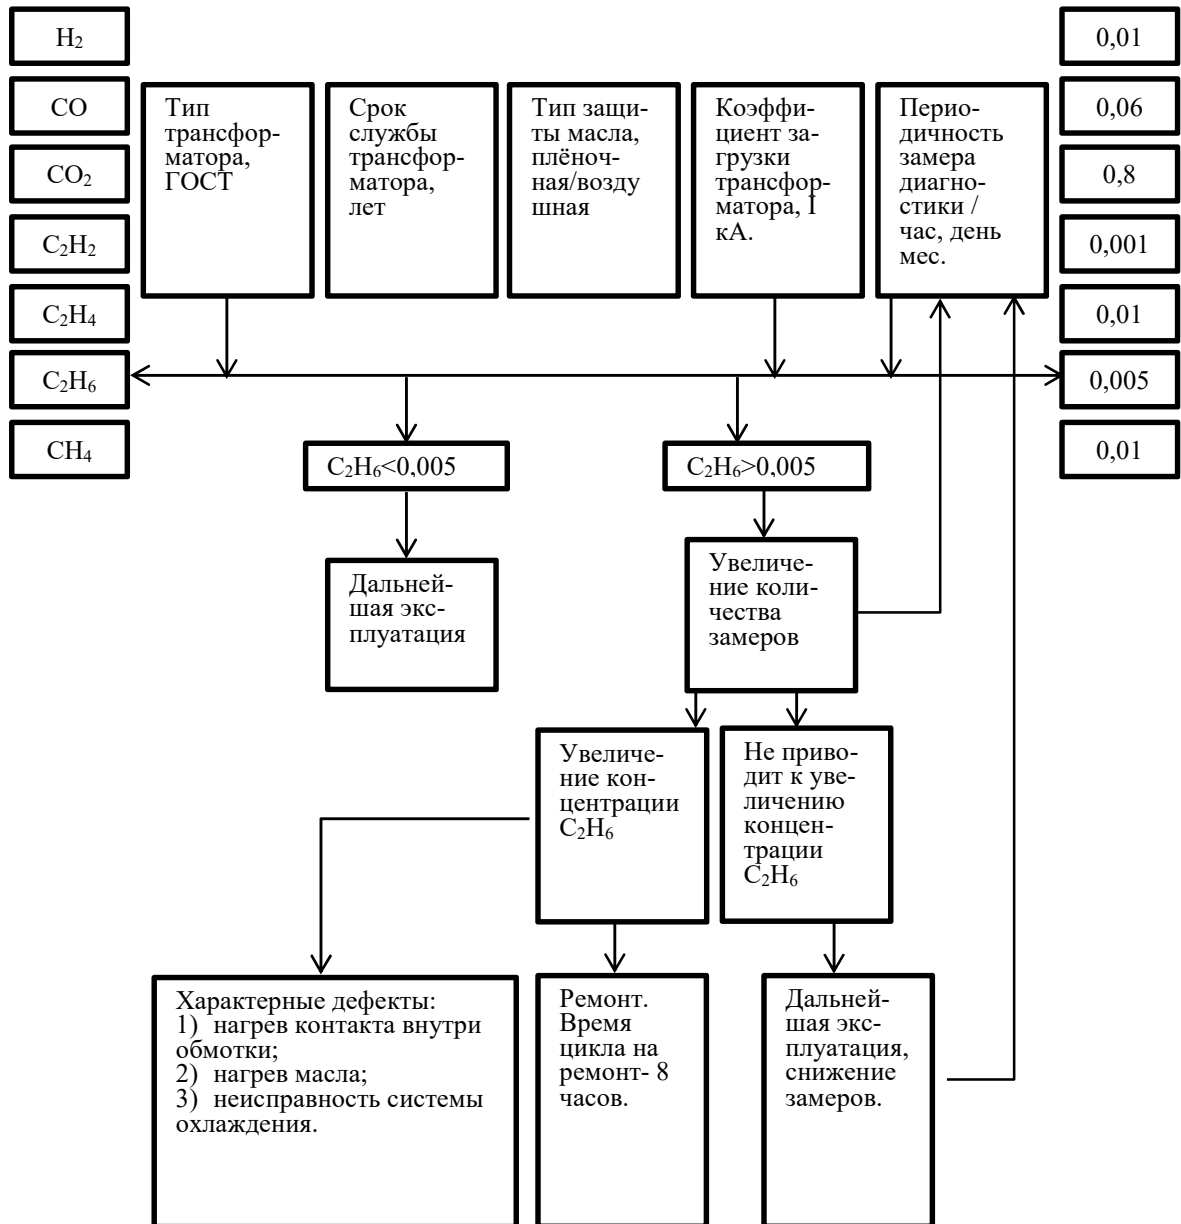 H₂
0,01
CO
Тип
трансфор-
матора,
ГОСТ
Срок
службы
трансфор-
матора,
лет
Тип защи-
ты масла,
плёноч-
ная/возду
шная
Коэффи-
циент за-
грузки
трансфор-
матора, I
кА.
Перио-
дичность
замера
диагно-
стики /
час, день
мес.
0,06
CO₂
0,8
C₂H₂
0,001
C₂H₄
0,01
C₂H₆
0,005
CH₄
0,01
C₂H₆<0,005
C₂H₆>0,005
Дальней-
шая экс-
плуатация
Увеличе-
ние коли-
чества
замеров
Увеличе-
ние кон-
центрации
C₂H₆
Не приво-
дит к уве-
личению
концен-
трации
C₂H₆
Характерные дефекты:
1) нагрев контакта внутри
обмотки;
2) нагрев масла;
3) неисправность системы
охлаждения.
Ремонт.
Время
цикла на
ремонт- 8
часов.
Дальней-
шая экс-
плуатация,
снижение
замеров.